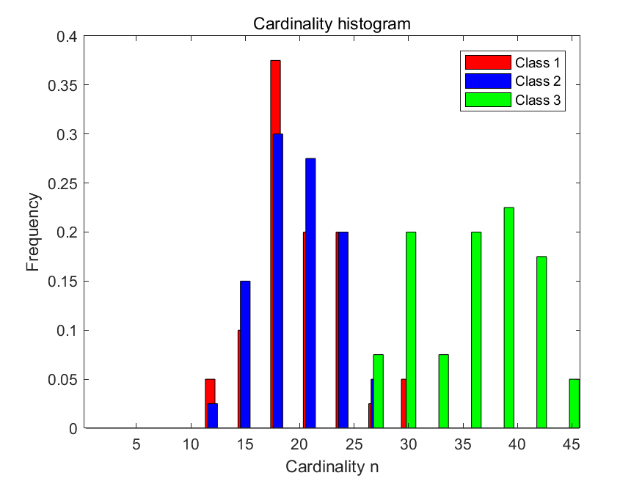 Cardinality histogram
0.4
0.35
0.3
0.25
0.2
0.15
0.1
0.05
0
Frequency
Class 1
Class 2
Class 3
5 10 15 20 25 30 35 40 45
Cardinality n